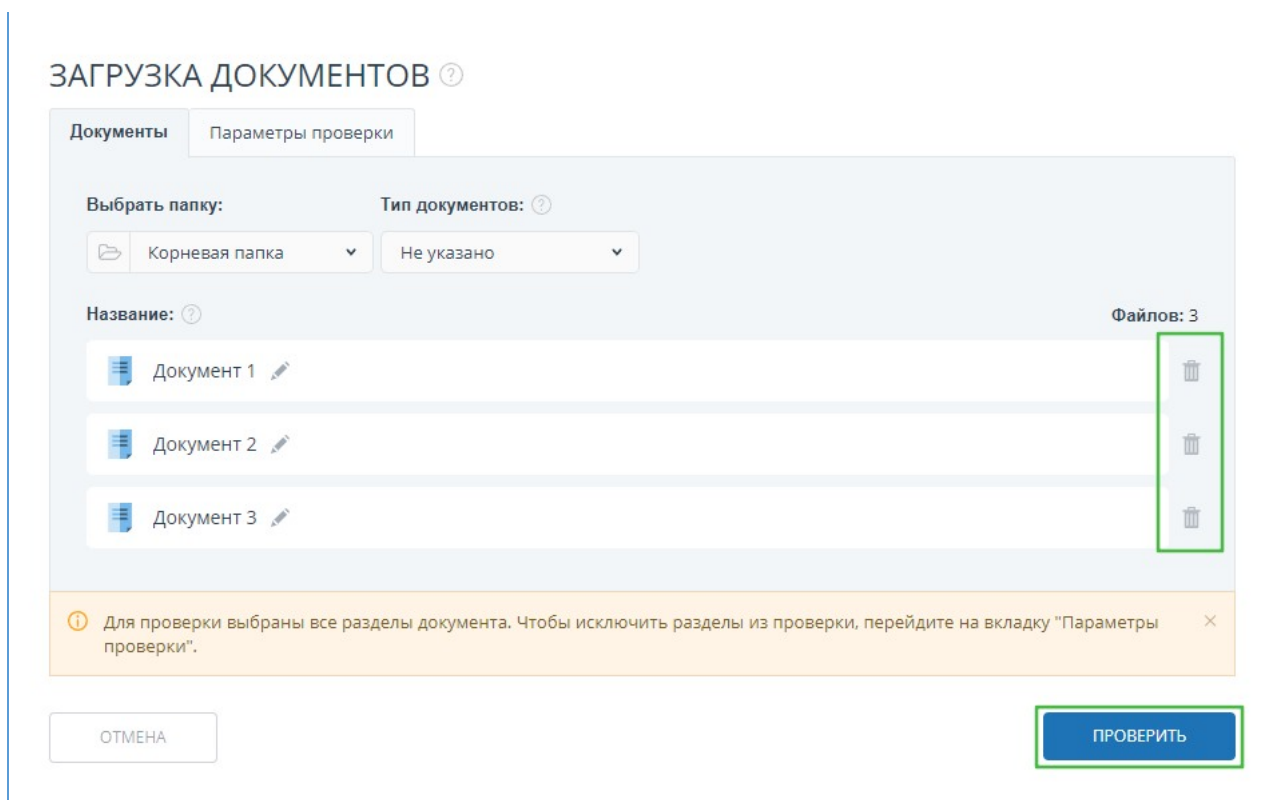 ЗАГРУЗКА ДОКУМЕНТОВ ?
Документы Параметры проверки
Выбрать папку: Тип документов: ?
Корневая папка Не указано
Название: ? Файлов: 3
Документ 1
Документ 2
Документ 3
Для проверки выбраны все разделы документа. Чтобы исключить разделы из проверки, перейдите на вкладку "Параметры
проверки".
ОТМЕНА ПРОВЕРИТЬ